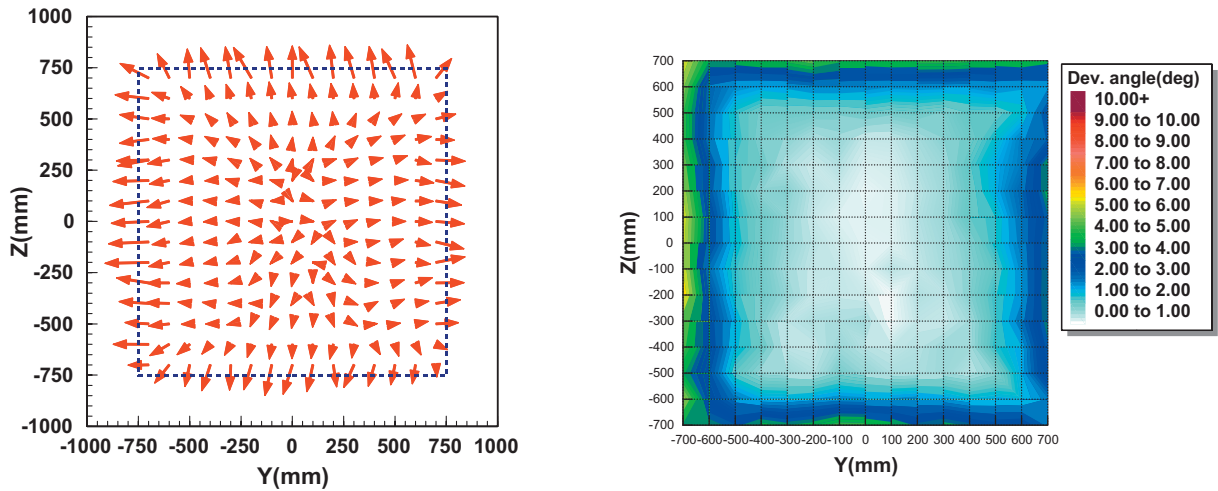 1000
750
500
250
0
-250
-500
-750
-1000
Z(mm)
-1000 -750 -500 -250 0 250 500 750 1000
Y(mm)
700
600
500
400
300
200
100
0
-100
-200
-300
-400
-500
-600
-700
Z(mm)
-700 -600 -500 -400 -300 -200 -100 0 100 200 300 400 500 600 700
Y(mm)
Dev. angle(deg)
10.00+
9.00 to 10.00
8.00 to 9.00
7.00 to 8.00
6.00 to 7.00
5.00 to 6.00
4.00 to 5.00
3.00 to 4.00
2.00 to 3.00
1.00 to 2.00
0.00 to 1.00